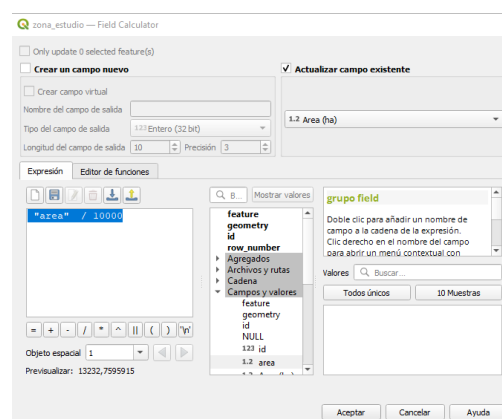 zona_estudio — Field Calculator
Only update 0 selected feature(s)
Crear un campo nuevo
Actualizar campo existente
Crear campo virtual
Nombre del campo de salida
Tipo del campo de salida 123 Entero (32 bit)
Longitud del campo de salida 10 Precisión 3
1.2 Area (ha)
Expresión Editor de funciones
"area" / 10000
= + - / * ^ || ( ) '\n'
Objeto espacial 1
Previsualizar: 13232,7595915
B... Mostrar valores
feature
geometry
id
row_number
Agregados
Archivos y rutas
Cadena
Campos y valores
feature
geometry
id
NULL
123 id
1.2 area
grupo field
Doble clic para añadir un nombre de
campo a la cadena de la expresión.
Clic derecho en el nombre del campo
para abrir un menú contextual con
Valores Buscar...
Todos únicos 10 Muestras
Aceptar Cancelar Ayuda